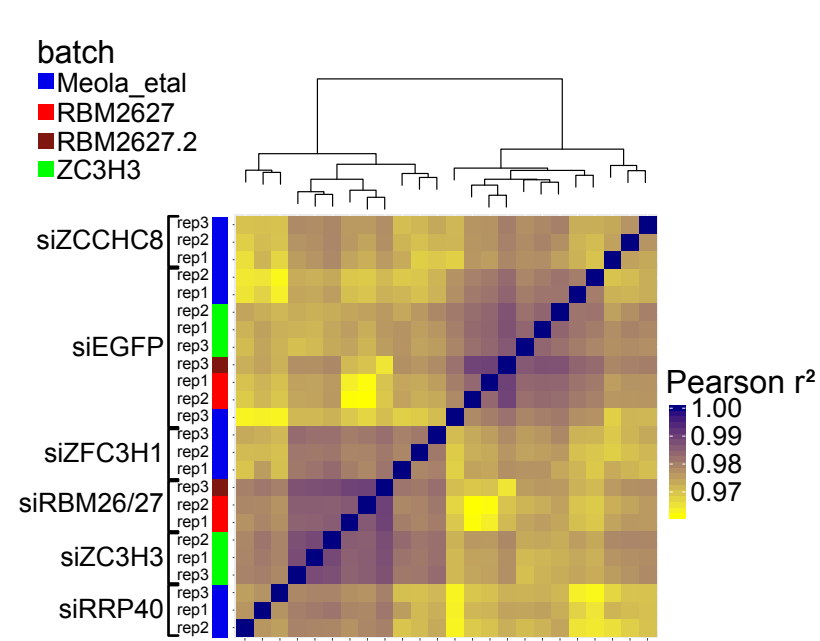 batch
Meola_etal
RBM2627
RBM2627.2
ZC3H3
siZCCHC8
rep3
rep2
rep1
siEGFP
rep2
rep1
rep2
rep1
rep3
rep3
rep1
rep2
rep3
siZFC3H1
rep3
rep2
rep1
siRBM26/27
rep3
rep2
rep1
siZC3H3
rep2
rep1
rep3
siRRP40
rep3
rep1
rep2
Pearson r²
1.00
0.99
0.98
0.97